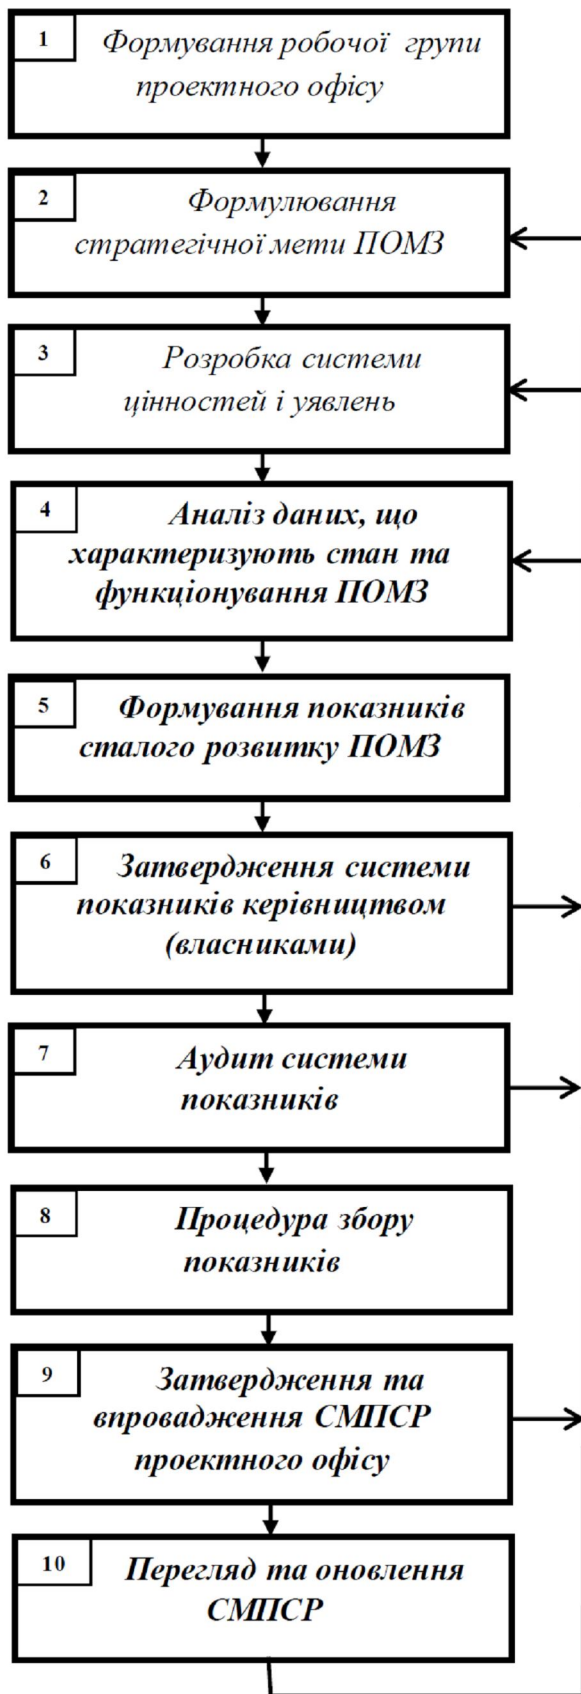 1 Формування робочої групи
проектного офісу
2 Формулювання
стратегічної мети ПОМЗ
3 Розробка системи
цінностей і уявлень
4 Аналіз даних, що
характеризують стан та
функціонування ПОМЗ
5 Формування показників
сталого розвитку ПОМЗ
6 Затвердження системи
показників керівництвом
(власниками)
7 Аудит системи
показників
8 Процедура збору
показників
9 Затвердження та
впровадження СМПСР
проектного офісу
10 Перегляд та оновлення
СМПСР